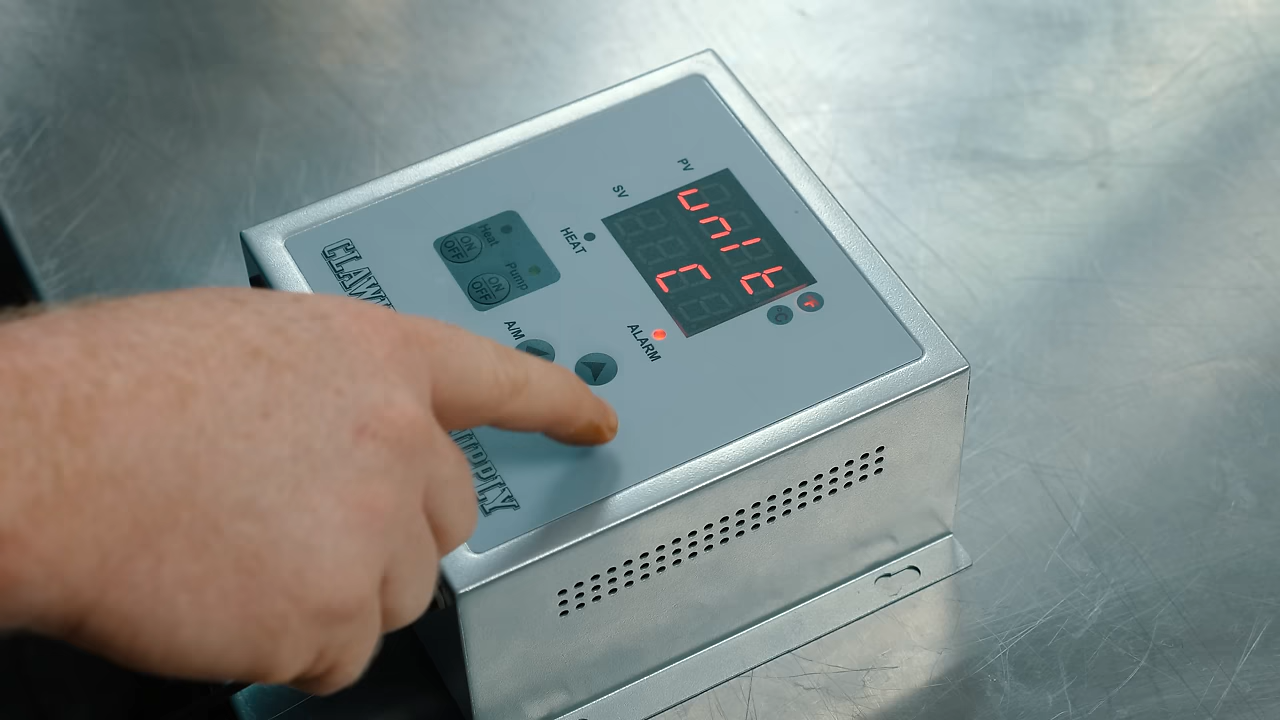 PV
unit
SV
C
°C
HEAT
ALARM
Heat
ON
OFF
Pump
ON
OFF
A/M